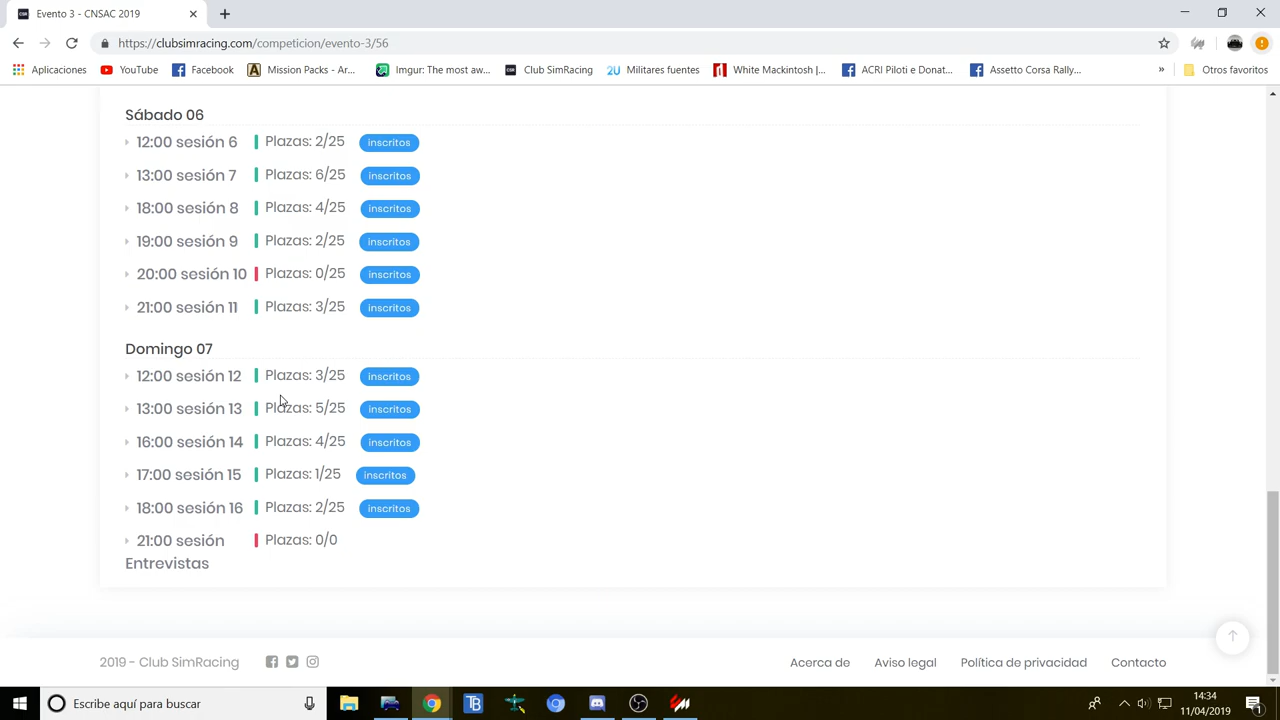 Evento 3 - CNSAC 2019
https://clubsimracing.com/competicion/evento-3/56
Aplicaciones YouTube Facebook Mission Packs - Ar... Imgur: The most aw... Club SimRacing Militares fuentes White Mackintosh |... ACRI Piloti e Donat... Assetto Corsa Rally... » Otros favoritos
Sábado 06
12:00 sesión 6 Plazas: 2/25 inscritos
13:00 sesión 7 Plazas: 6/25 inscritos
18:00 sesión 8 Plazas: 4/25 inscritos
19:00 sesión 9 Plazas: 2/25 inscritos
20:00 sesión 10 Plazas: 0/25 inscritos
21:00 sesión 11 Plazas: 3/25 inscritos
Domingo 07
12:00 sesión 12 Plazas: 3/25 inscritos
13:00 sesión 13 Plazas: 5/25 inscritos
16:00 sesión 14 Plazas: 4/25 inscritos
17:00 sesión 15 Plazas: 1/25 inscritos
18:00 sesión 16 Plazas: 2/25 inscritos
21:00 sesión Plazas: 0/0
Entrevistas
2019 - Club SimRacing Acerca de Aviso legal Política de privacidad Contacto
Escribe aquí para buscar
14:34
11/04/2019